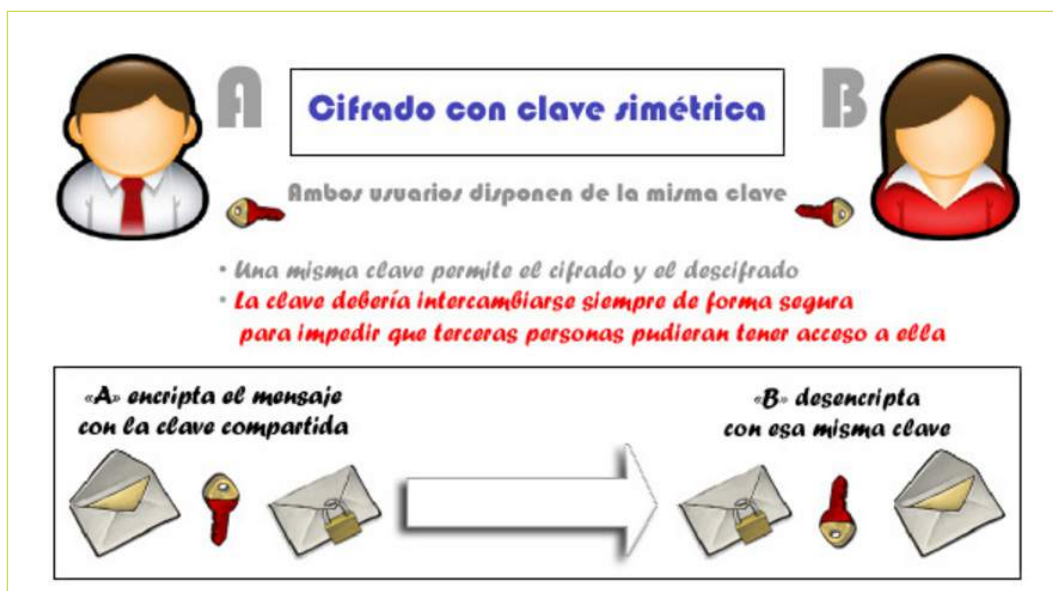 A
B
Cifrado con clave simétrica
Ambos usuarios disponen de la misma clave
• Una misma clave permite el cifrado y el descifrado
• La clave debería intercambiarse siempre de forma segura
para impedir que terceras personas pudieran tener acceso a ella
«A» encripta el mensaje
con la clave compartida
«B» desencripta
con esa misma clave